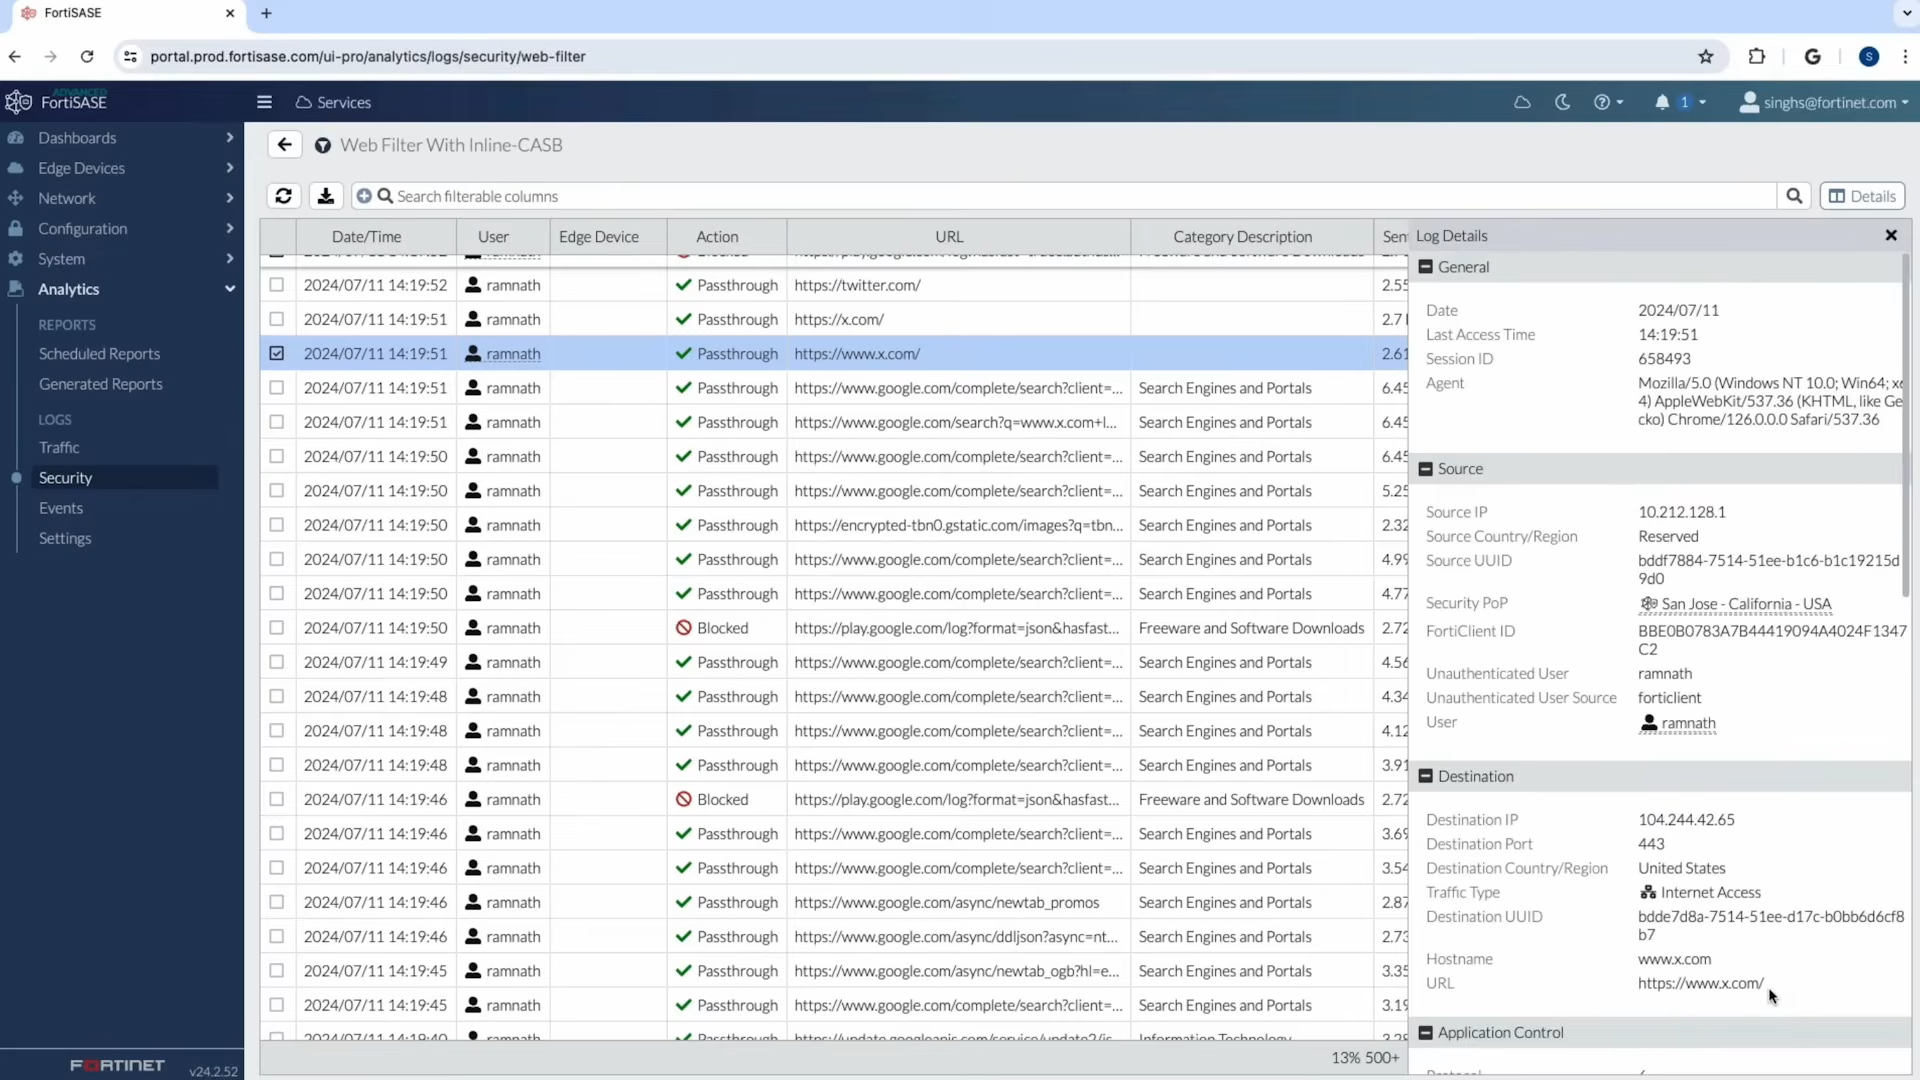 FortiSASE
portal.prod.fortisase.com/ui-pro/analytics/logs/security/web-filter
S
ADVANCED
FortiSASE
Services
1
singhs@fortinet.com
Dashboards
Edge Devices
Network
Configuration
System
Analytics
REPORTS
Scheduled Reports
Generated Reports
LOGS
Traffic
Security
Events
Settings
FORTINET
v24.2.52
Web Filter With Inline-CASB
Search filterable columns
Details
Date/Time User Edge Device Action URL Category Description Sen
2024/07/11 14:19:52 ramnath Passthrough https://twitter.com/ 2.55
2024/07/11 14:19:51 ramnath Passthrough https://x.com/ 2.7
2024/07/11 14:19:51 ramnath Passthrough https://www.x.com/ 2.61
2024/07/11 14:19:51 ramnath Passthrough https://www.google.com/complete/search?client=... Search Engines and Portals 6.45
2024/07/11 14:19:51 ramnath Passthrough https://www.google.com/search?q=www.x.com+l... Search Engines and Portals 6.45
2024/07/11 14:19:50 ramnath Passthrough https://www.google.com/complete/search?client=... Search Engines and Portals 6.45
2024/07/11 14:19:50 ramnath Passthrough https://www.google.com/complete/search?client=... Search Engines and Portals 5.25
2024/07/11 14:19:50 ramnath Passthrough https://encrypted-tbn0.gstatic.com/images?q=tbn... Search Engines and Portals 2.32
2024/07/11 14:19:50 ramnath Passthrough https://www.google.com/complete/search?client=... Search Engines and Portals 4.99
2024/07/11 14:19:50 ramnath Passthrough https://www.google.com/complete/search?client=... Search Engines and Portals 4.77
2024/07/11 14:19:50 ramnath Blocked https://play.google.com/log?format=json&hasfast... Freeware and Software Downloads 2.72
2024/07/11 14:19:49 ramnath Passthrough https://www.google.com/complete/search?client=... Search Engines and Portals 4.56
2024/07/11 14:19:48 ramnath Passthrough https://www.google.com/complete/search?client=... Search Engines and Portals 4.34
2024/07/11 14:19:48 ramnath Passthrough https://www.google.com/complete/search?client=... Search Engines and Portals 4.12
2024/07/11 14:19:48 ramnath Passthrough https://www.google.com/complete/search?client=... Search Engines and Portals 3.91
2024/07/11 14:19:46 ramnath Blocked https://play.google.com/log?format=json&hasfast... Freeware and Software Downloads 2.72
2024/07/11 14:19:46 ramnath Passthrough https://www.google.com/complete/search?client=... Search Engines and Portals 3.69
2024/07/11 14:19:46 ramnath Passthrough https://www.google.com/complete/search?client=... Search Engines and Portals 3.54
2024/07/11 14:19:46 ramnath Passthrough https://www.google.com/async/newtab_promos Search Engines and Portals 2.87
2024/07/11 14:19:46 ramnath Passthrough https://www.google.com/async/ddljson?async=nt... Search Engines and Portals 2.73
2024/07/11 14:19:45 ramnath Passthrough https://www.google.com/async/newtab_ogb?hl=e... Search Engines and Portals 3.35
2024/07/11 14:19:45 ramnath Passthrough https://www.google.com/complete/search?client=... Search Engines and Portals 3.19
13% 500+
Log Details
General
Date 2024/07/11
Last Access Time 14:19:51
Session ID 658493
Agent Mozilla/5.0 (Windows NT 10.0; Win64; x6
4) AppleWebKit/537.36 (KHTML, like Ge
cko) Chrome/126.0.0.0 Safari/537.36
Source
Source IP 10.212.128.1
Source Country/Region Reserved
Source UUID bddf7884-7514-51ee-b1c6-b1c19215d
9d0
Security PoP San Jose - California - USA
FortiClient ID BBE0B0783A7B44419094A4024F1347
C2
Unauthenticated User ramnath
Unauthenticated User Source forticlient
User ramnath
Destination
Destination IP 104.244.42.65
Destination Port 443
Destination Country/Region United States
Traffic Type Internet Access
Destination UUID bdde7d8a-7514-51ee-d17c-b0bb6d6cf8
b7
Hostname www.x.com
URL https://www.x.com/
Application Control